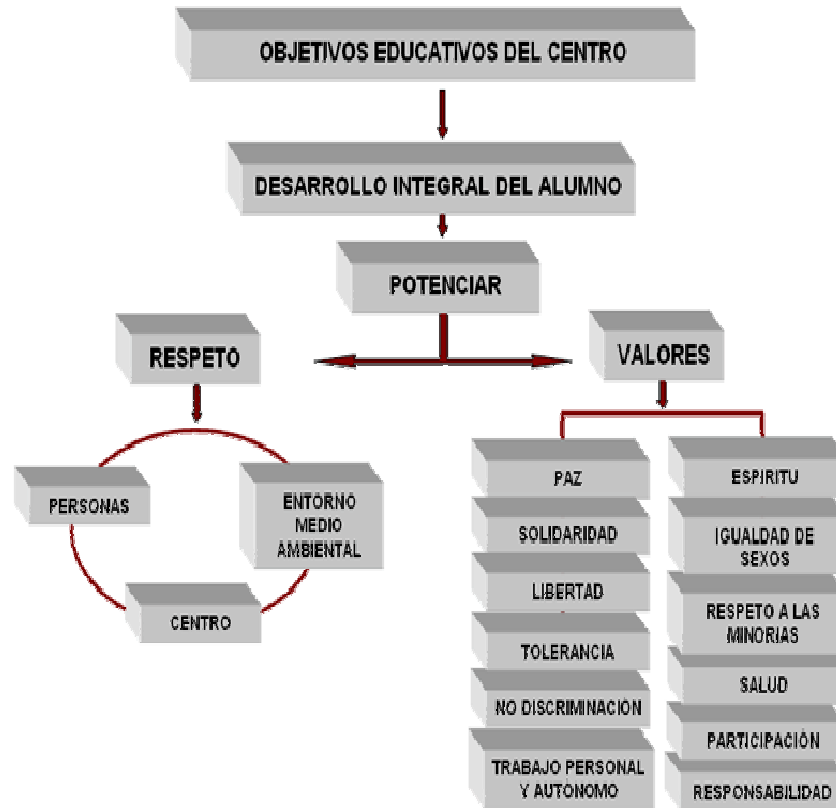 OBJETIVOS EDUCATIVOS DEL CENTRO
DESARROLLO INTEGRAL DEL ALUMNO
POTENCIAR
RESPETO
VALORES
PERSONAS
ENTORNO
MEDIO
AMBIENTAL
CENTRO
PAZ
SOLIDARIDAD
LIBERTAD
TOLERANCIA
NO DISCRIMINACIÓN
TRABAJO PERSONAL
Y AUTÓNOMO
ESPIRITU
IGUALDAD DE
SEXOS
RESPETO A LAS
MINORIAS
SALUD
PARTICIPACIÓN
RESPONSABILIDAD